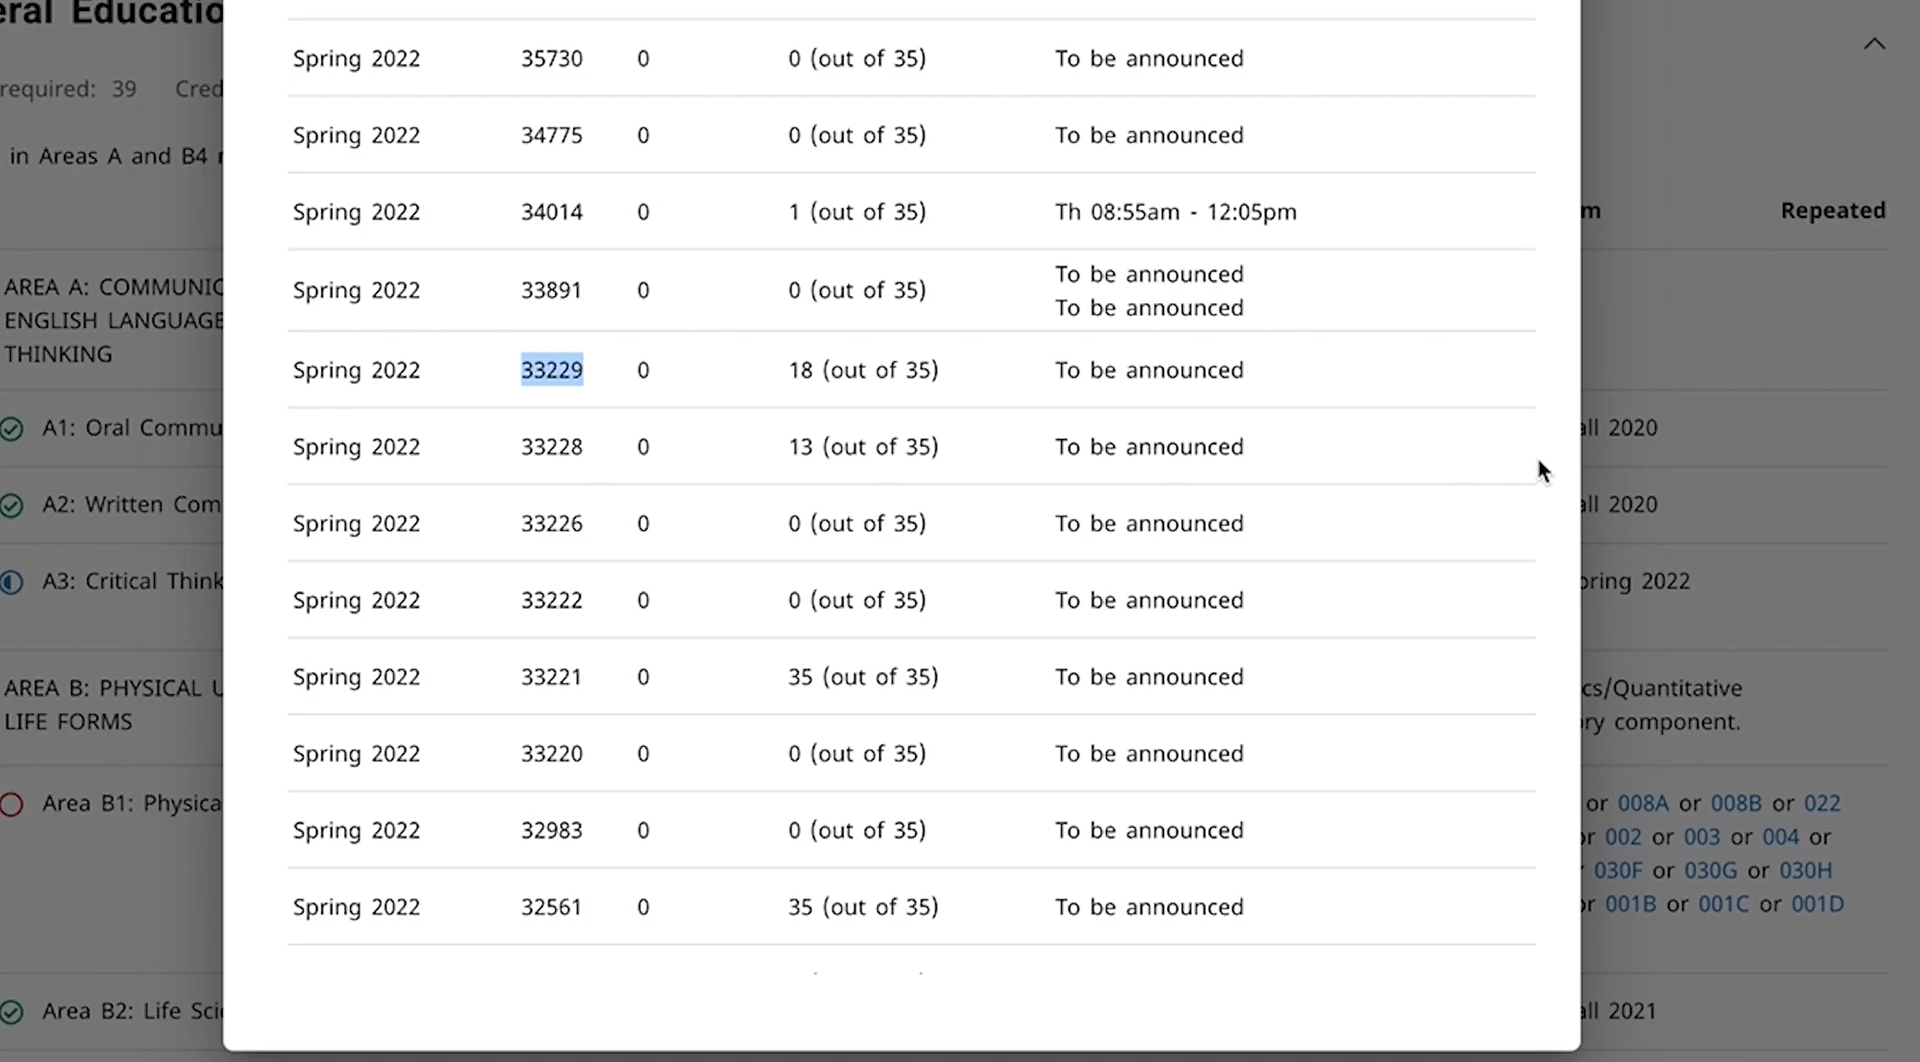 eral Educatio
required: 39 Cred
in Areas A and B4
m Repeated
Spring 2022 35730 0 0 (out of 35) To be announced
Spring 2022 34775 0 0 (out of 35) To be announced
Spring 2022 34014 0 1 (out of 35) Th 08:55am - 12:05pm
Spring 2022 33891 0 0 (out of 35) To be announced
To be announced
Spring 2022 33229 0 18 (out of 35) To be announced
Spring 2022 33228 0 13 (out of 35) To be announced
Spring 2022 33226 0 0 (out of 35) To be announced
Spring 2022 33222 0 0 (out of 35) To be announced
Spring 2022 33221 0 35 (out of 35) To be announced
Spring 2022 33220 0 0 (out of 35) To be announced
Spring 2022 32983 0 0 (out of 35) To be announced
Spring 2022 32561 0 35 (out of 35) To be announced
AREA A: COMMUNIC
ENGLISH LANGUAGE
THINKING
A1: Oral Commu
all 2020
A2: Written Com
all 2020
A3: Critical Think
pring 2022
AREA B: PHYSICAL U
LIFE FORMS
cs/Quantitative
ry component.
Area B1: Physica
or 008A or 008B or 022
or 002 or 003 or 004 or
030F or 030G or 030H
or 001B or 001C or 001D
Area B2: Life Sci
all 2021